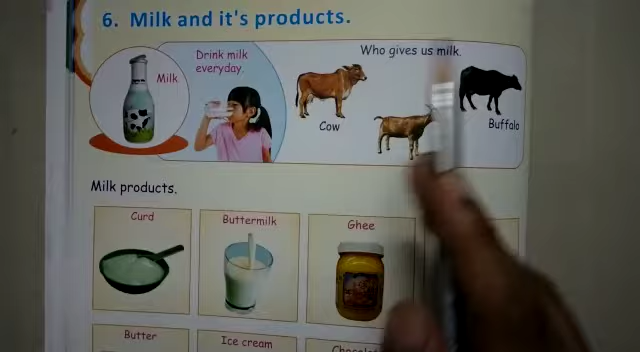 6. Milk and it's products.
Milk.
Drink milk
everyday.
Who gives us milk.
Cow
Buffalo
Milk products.
Curd
Buttermilk
Ghee
Butter
Ice cream